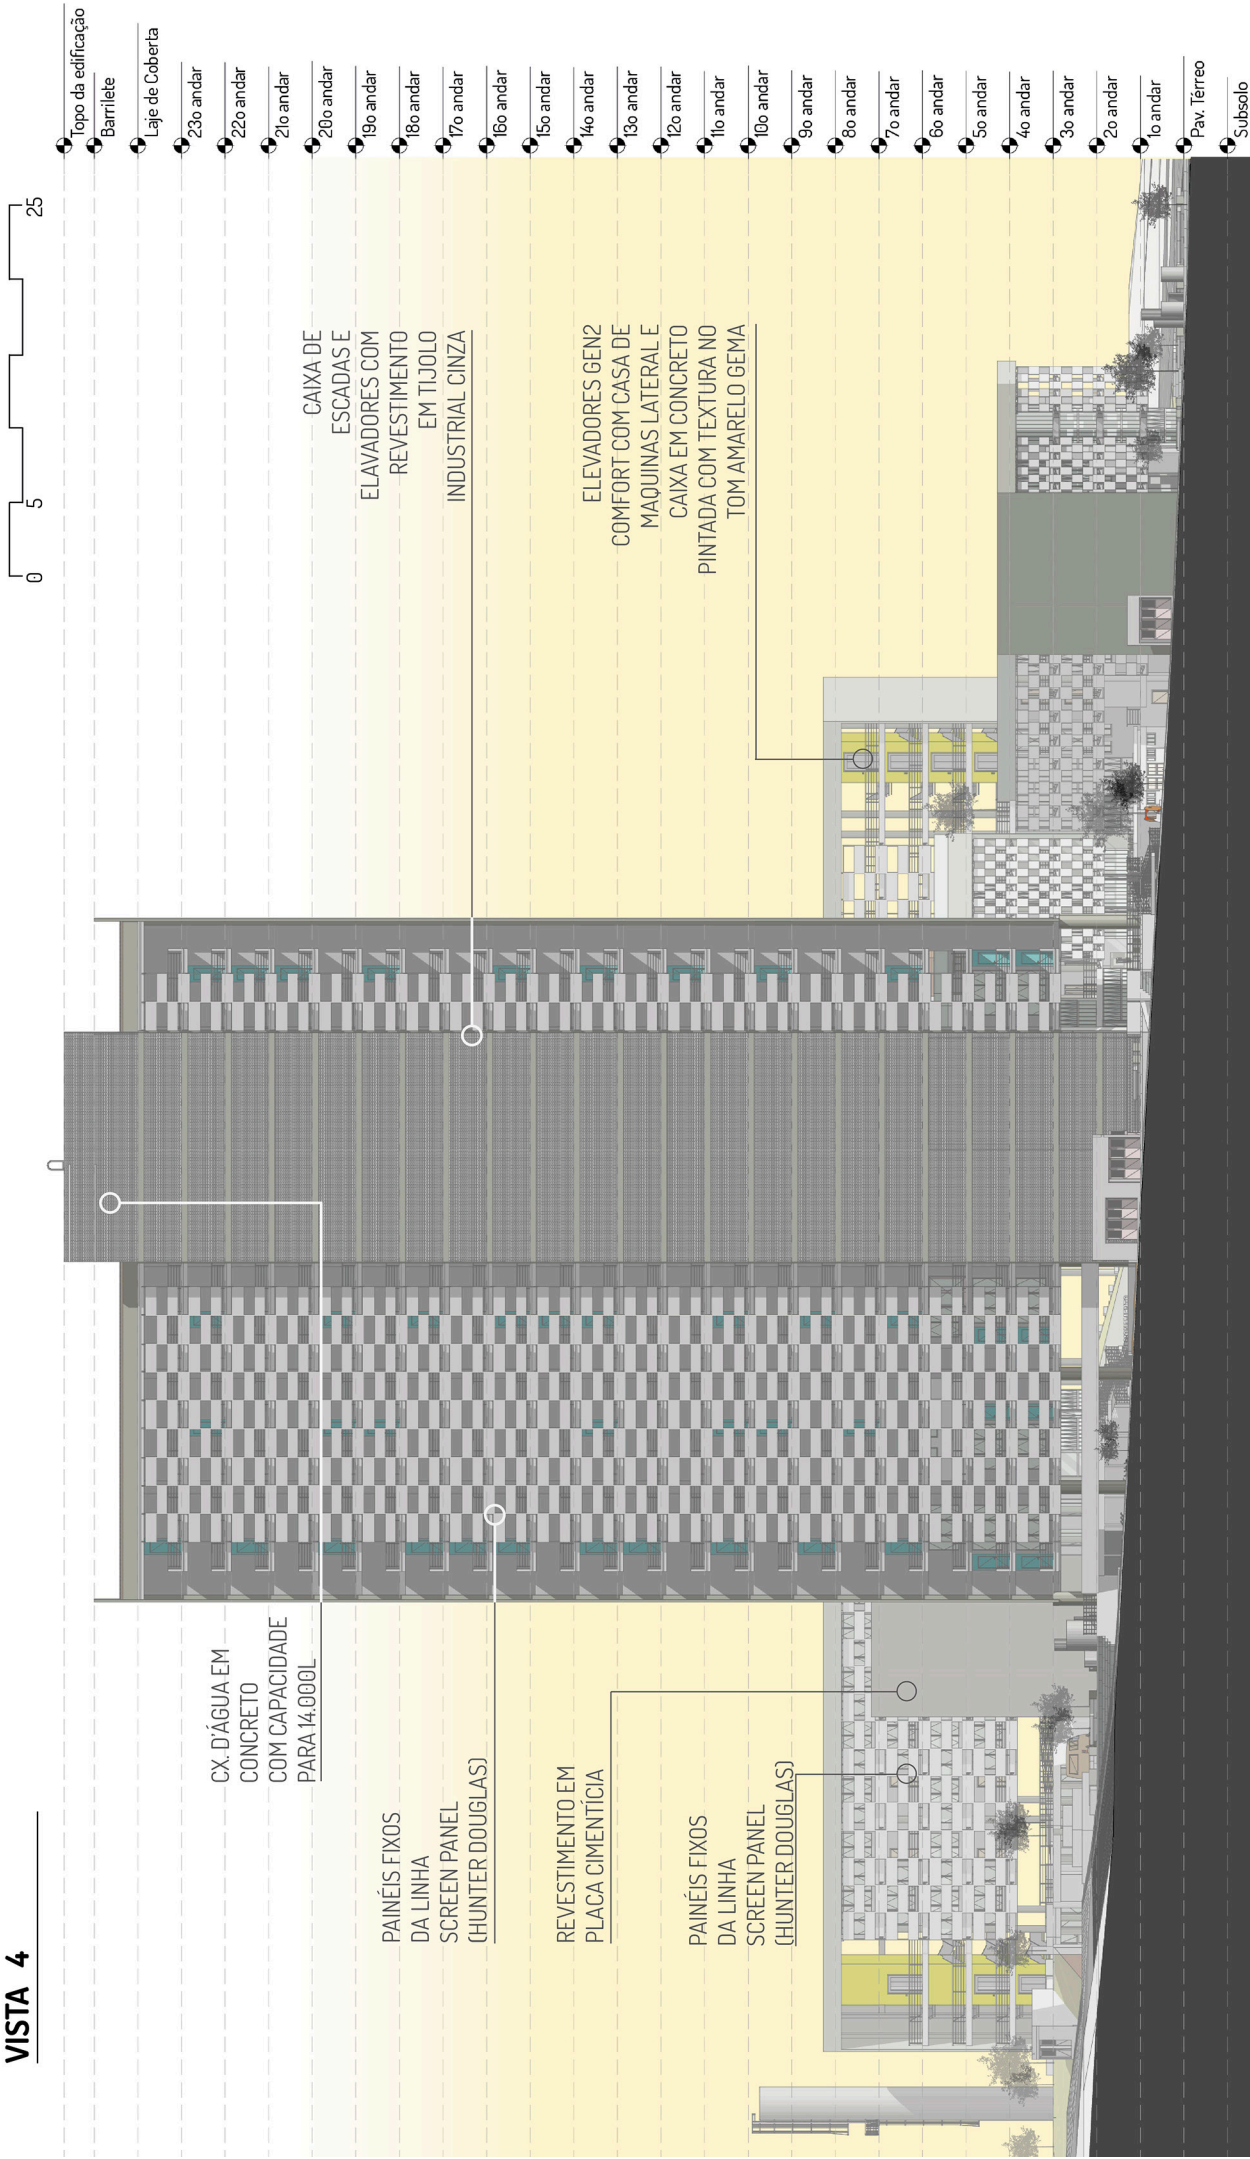 VISTA 4
0
5
25
CX. D'ÁGUA EM
CONCRETO
COM CAPACIDADE
PARA 14.000L
PAINÉIS FIXOS
DA LINHA
SCREEN PANEL
(HUNTER DOUGLAS)
REVESTIMENTO EM
PLACA CIMENTÍCIA
PAINÉIS FIXOS
DA LINHA
SCREEN PANEL
(HUNTER DOUGLAS)
CAIXA DE
ESCADAS E
ELAVADORES COM
REVESTIMENTO
EM TIJOLO
INDUSTRIAL CINZA
ELEVADORES GEN2
COMFORT COM CASA DE
MAQUINAS LATERAL E
CAIXA EM CONCRETO
PINTADA COM TEXTURA NO
TOM AMARELO GEMA
Topo da edificação
Barrilete
Laje de Coberta
23o andar
22o andar
21o andar
20o andar
19o andar
18o andar
17o andar
16o andar
15o andar
14o andar
13o andar
12o andar
11o andar
10o andar
9o andar
8o andar
7o andar
6o andar
5o andar
4o andar
3o andar
2o andar
1o andar
Pav. Térreo
Subsolo